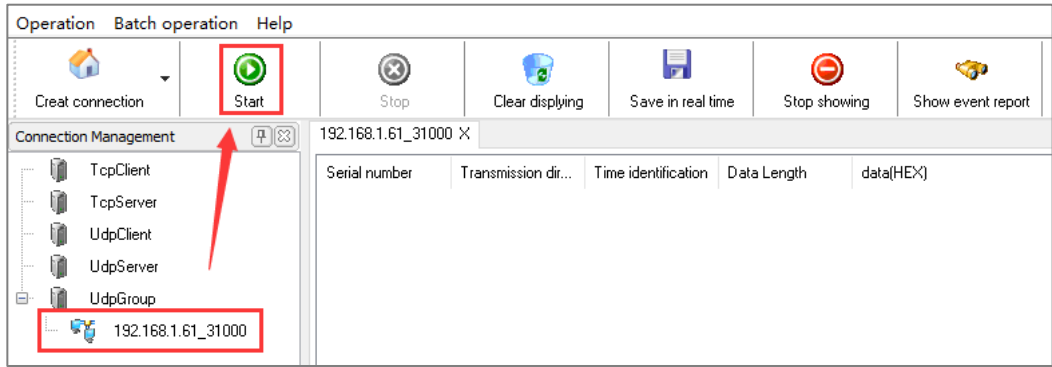 Operation Batch operation Help
Creat connection Start Stop Clear displying Save in real time Stop showing Show event report
Connection Management 192.168.1.61_31000 X
Serial number Transmission dir... Time identification Data Length data(HEX)
TcpClient
TcpServer
UdpClient
UdpServer
UdpGroup
192.168.1.61_31000